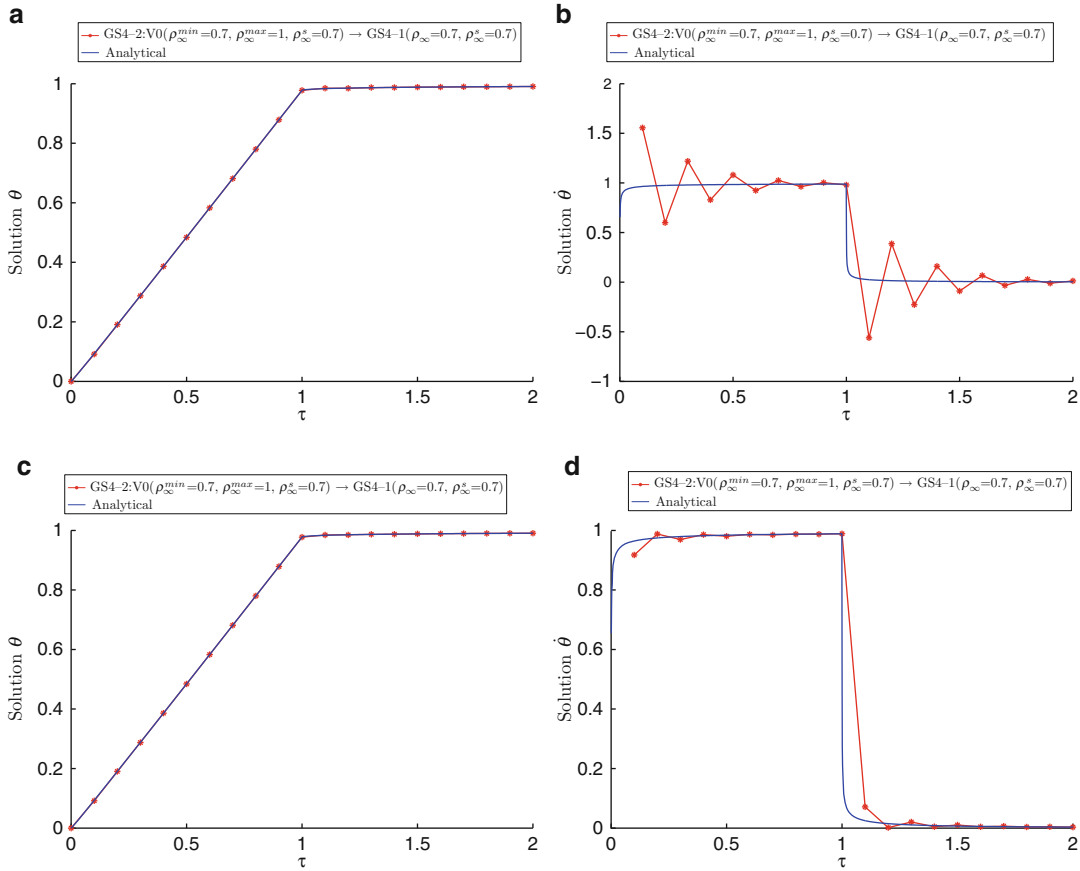 a
GS4–2:V0(ρ∞^min=0.7, ρ∞^max=1, ρ∞^s=0.7) → GS4–1(ρ∞=0.7, ρ∞^s=0.7)
Analytical
Solution θ
1
0.8
0.6
0.4
0.2
0
0 0.5 1 1.5 2
τ
b
GS4–2:V0(ρ∞^min=0.7, ρ∞^max=1, ρ∞^s=0.7) → GS4–1(ρ∞=0.7, ρ∞^s=0.7)
Analytical
Solution θ̇
2
1.5
1
0.5
0
−0.5
−1
0 0.5 1 1.5 2
τ
c
GS4–2:V0(ρ∞^min=0.7, ρ∞^max=1, ρ∞^s=0.7) → GS4–1(ρ∞=0.7, ρ∞^s=0.7)
Analytical
Solution θ
1
0.8
0.6
0.4
0.2
0
0 0.5 1 1.5 2
τ
d
GS4–2:V0(ρ∞^min=0.7, ρ∞^max=1, ρ∞^s=0.7) → GS4–1(ρ∞=0.7, ρ∞^s=0.7)
Analytical
Solution θ̇
1
0.8
0.6
0.4
0.2
0
0 0.5 1 1.5 2
τ